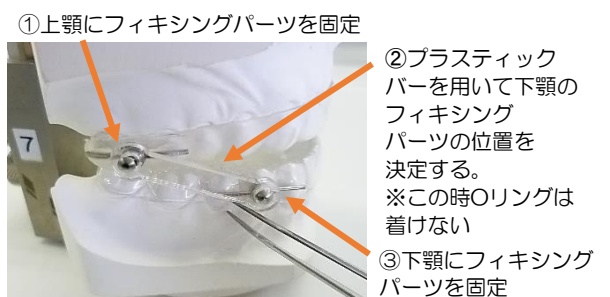 ①上顎にフィキシングパーツを固定
②プラスティック
バーを用いて下顎の
フィキシング
パーツの位置を
決定する。
※この時Oリングは
着けない
7
③下顎にフィキシング
パーツを固定